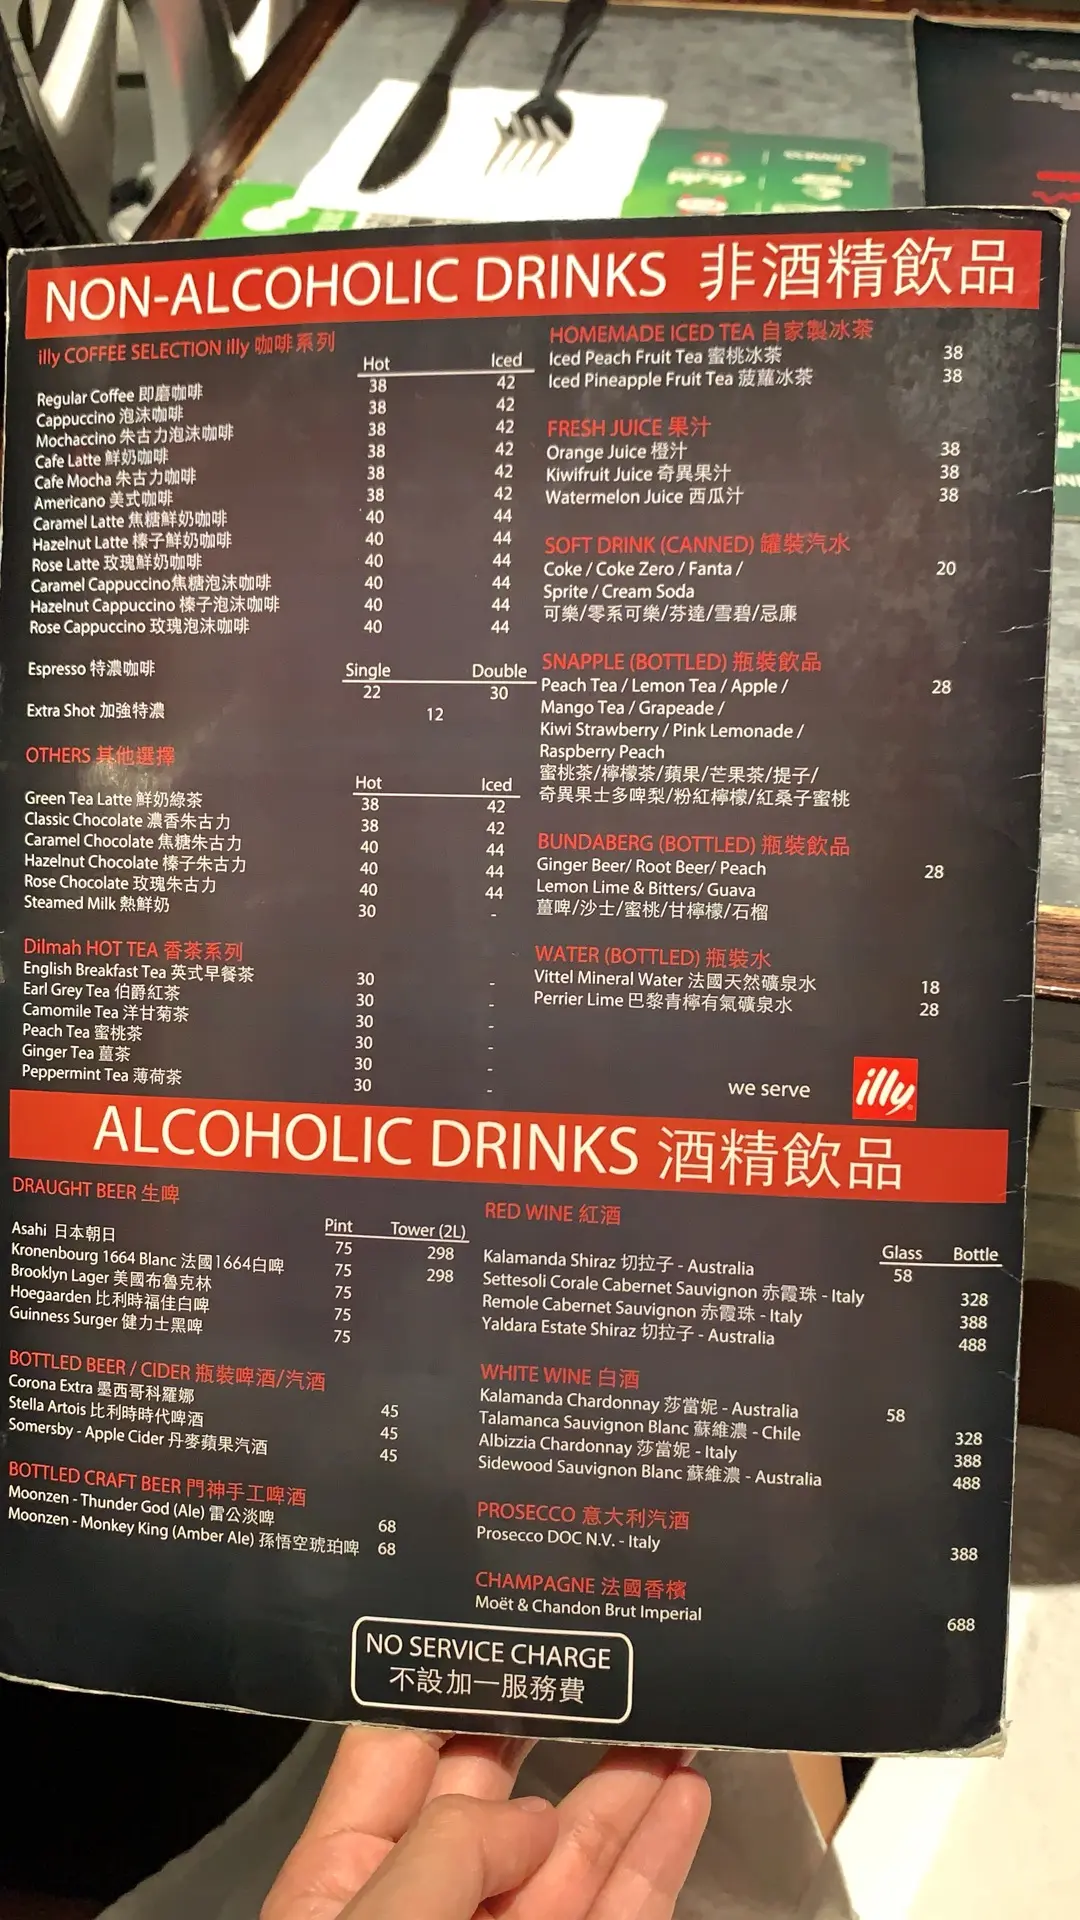 NON-ALCOHOLIC DRINKS 非酒精飲品
illy COFFEE SELECTION illy 咖啡系列
Hot Iced
Regular Coffee 即磨咖啡 38 42
Cappuccino 泡沫咖啡 38 42
Mochaccino 朱古力泡沫咖啡 38 42
Cafe Latte 鮮奶咖啡 38 42
Cafe Mocha 朱古力咖啡 38 42
Americano 美式咖啡 38 42
Caramel Latte 焦糖鮮奶咖啡 40 44
Hazelnut Latte 榛子鮮奶咖啡 40 44
Rose Latte 玫瑰鮮奶咖啡 40 44
Caramel Cappuccino焦糖泡沫咖啡 40 44
Hazelnut Cappuccino 榛子泡沫咖啡 40 44
Rose Cappuccino 玫瑰泡沫咖啡 40 44
Single Double
Espresso 特濃咖啡 22 30
Extra Shot 加強特濃 12
OTHERS 其他選擇
Hot Iced
Green Tea Latte 鮮奶綠茶 38 42
Classic Chocolate 濃香朱古力 38 42
Caramel Chocolate 焦糖朱古力 40 44
Hazelnut Chocolate 榛子朱古力 40 44
Rose Chocolate 玫瑰朱古力 40 44
Steamed Milk 熱鮮奶 30 -
Dilmah HOT TEA 香茶系列
English Breakfast Tea 英式早餐茶 30 -
Earl Grey Tea 伯爵紅茶 30 -
Camomile Tea 洋甘菊茶 30 -
Peach Tea 蜜桃茶 30 -
Ginger Tea 薑茶 30 -
Peppermint Tea 薄荷茶 30 -
HOMEMADE ICED TEA 自家製冰茶
Iced Peach Fruit Tea 蜜桃冰茶 38
Iced Pineapple Fruit Tea 菠蘿冰茶 38
FRESH JUICE 果汁
Orange Juice 橙汁 38
Kiwifruit Juice 奇異果汁 38
Watermelon Juice 西瓜汁 38
SOFT DRINK (CANNED) 罐裝汽水
Coke / Coke Zero / Fanta / 20
Sprite / Cream Soda
可樂/零系可樂/芬達/雪碧/忌廉
SNAPPLE (BOTTLED) 瓶裝飲品
Peach Tea / Lemon Tea / Apple / 28
Mango Tea / Grapeade /
Kiwi Strawberry / Pink Lemonade /
Raspberry Peach
蜜桃茶/檸檬茶/蘋果/芒果茶/提子/
奇異果士多啤梨/粉紅檸檬/紅桑子蜜桃
BUNDABERG (BOTTLED) 瓶裝飲品
Ginger Beer/ Root Beer/ Peach 28
Lemon Lime & Bitters/ Guava
薑啤/沙士/蜜桃/甘檸檬/石榴
WATER (BOTTLED) 瓶裝水
Vittel Mineral Water 法國天然礦泉水 18
Perrier Lime 巴黎青檸有氣礦泉水 28
we serve illy
ALCOHOLIC DRINKS 酒精飲品
DRAUGHT BEER 生啤
Pint Tower (2L)
Asahi 日本朝日 75 298
Kronenbourg 1664 Blanc 法國1664白啤 75 298
Brooklyn Lager 美國布魯克林 75
Hoegaarden 比利時福佳白啤 75
Guinness Surger 健力士黑啤 75
BOTTLED BEER / CIDER 瓶裝啤酒/汽酒
Corona Extra 墨西哥科羅娜 45
Stella Artois 比利時時代啤酒 45
Somersby - Apple Cider 丹麥蘋果汽酒 45
BOTTLED CRAFT BEER 門神手工啤酒
Moonzen - Thunder God (Ale) 雷公淡啤 68
Moonzen - Monkey King (Amber Ale) 孫悟空琥珀啤 68
RED WINE 紅酒
Glass Bottle
Kalamanda Shiraz 切拉子 - Australia 58
Settesoli Corale Cabernet Sauvignon 赤霞珠 - Italy 328
Remole Cabernet Sauvignon 赤霞珠 - Italy 388
Yaldara Estate Shiraz 切拉子 - Australia 488
WHITE WINE 白酒
Kalamanda Chardonnay 莎當妮 - Australia 58
Talamanca Sauvignon Blanc 蘇維濃 - Chile 328
Albizzia Chardonnay 莎當妮 - Italy 388
Sidewood Sauvignon Blanc 蘇維濃 - Australia 488
PROSECCO 意大利汽酒
Prosecco DOC N.V. - Italy 388
CHAMPAGNE 法國香檳
Moët & Chandon Brut Imperial 688
NO SERVICE CHARGE
不設加一服務費